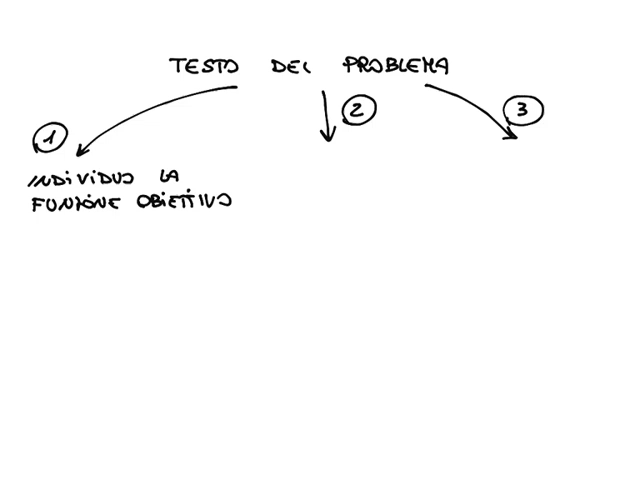 TESTO DEL PROBLEMA
1
2
3
INDIVIDUO LA
FUNZIONE OBIETTIVO